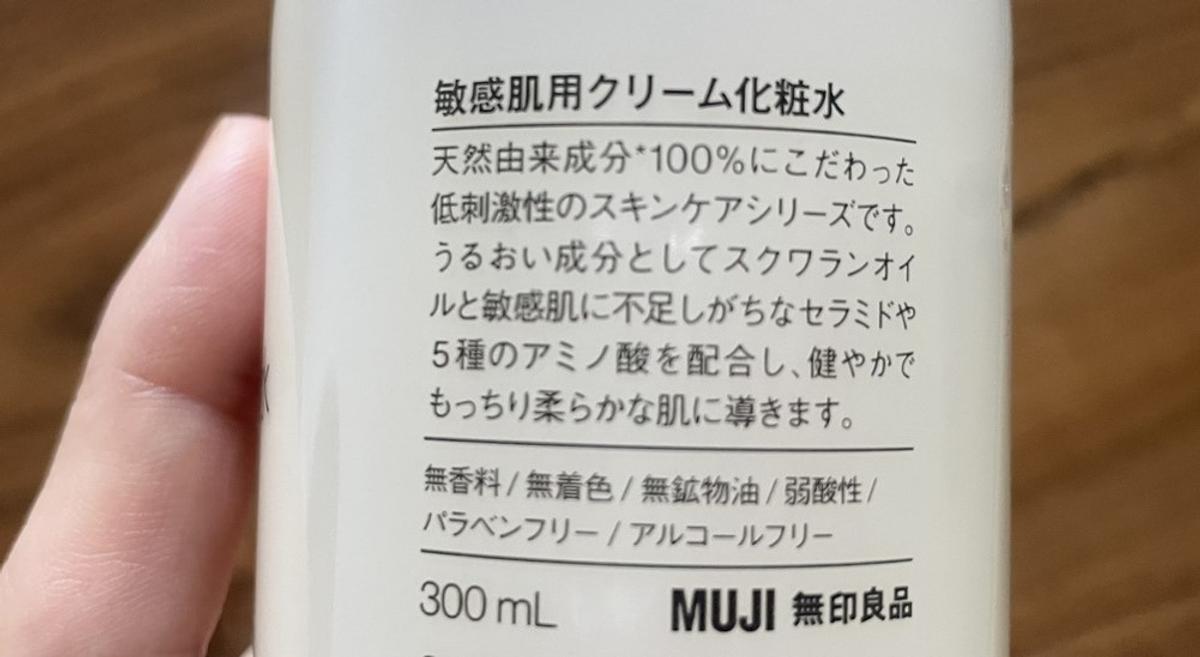 敏感肌用クリーム化粧水
天然由来成分*100%にこだわった
低刺激性のスキンケアシリーズです。
うるおい成分としてスクワランオイ
ルと敏感肌に不足しがちなセラミドや
5種のアミノ酸を配合し、健やかで
もっちり柔らかな肌に導きます。
無香料/無着色/無鉱物油/弱酸性/
パラベンフリー/アルコールフリー
300 mL MUJI 無印良品